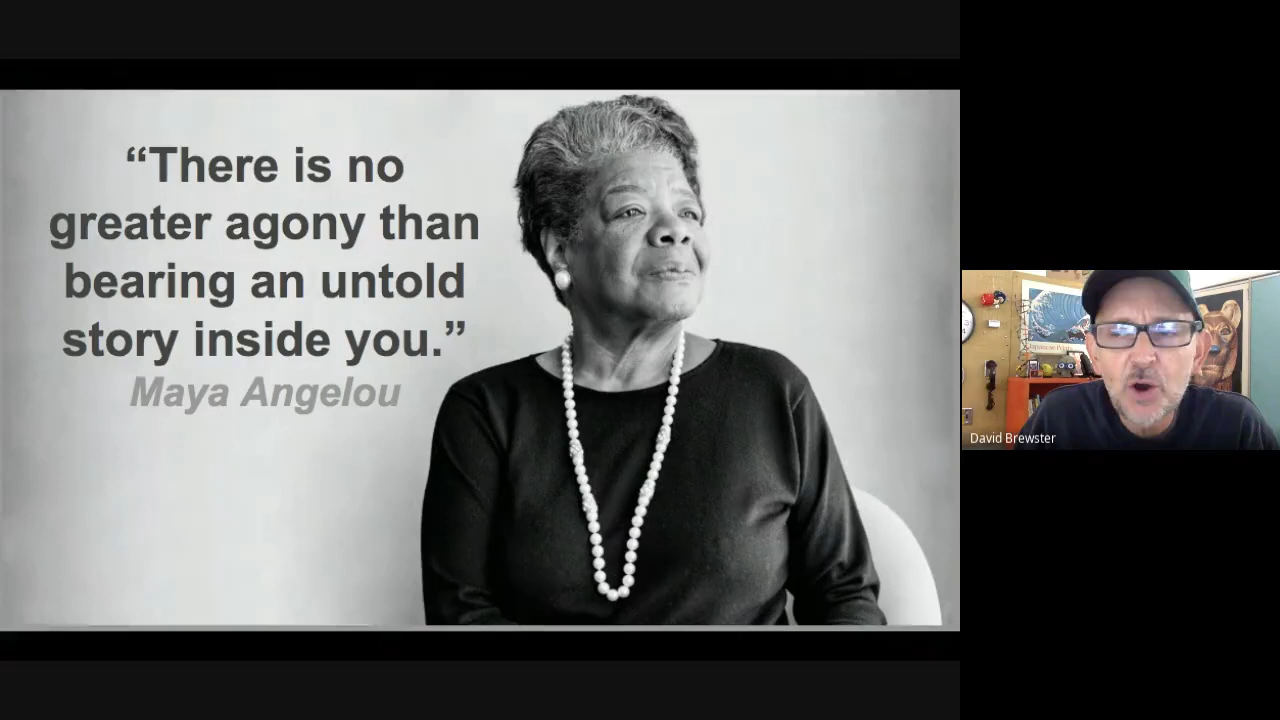 “There is no
greater agony than
bearing an untold
story inside you.”
Maya Angelou
David Brewster